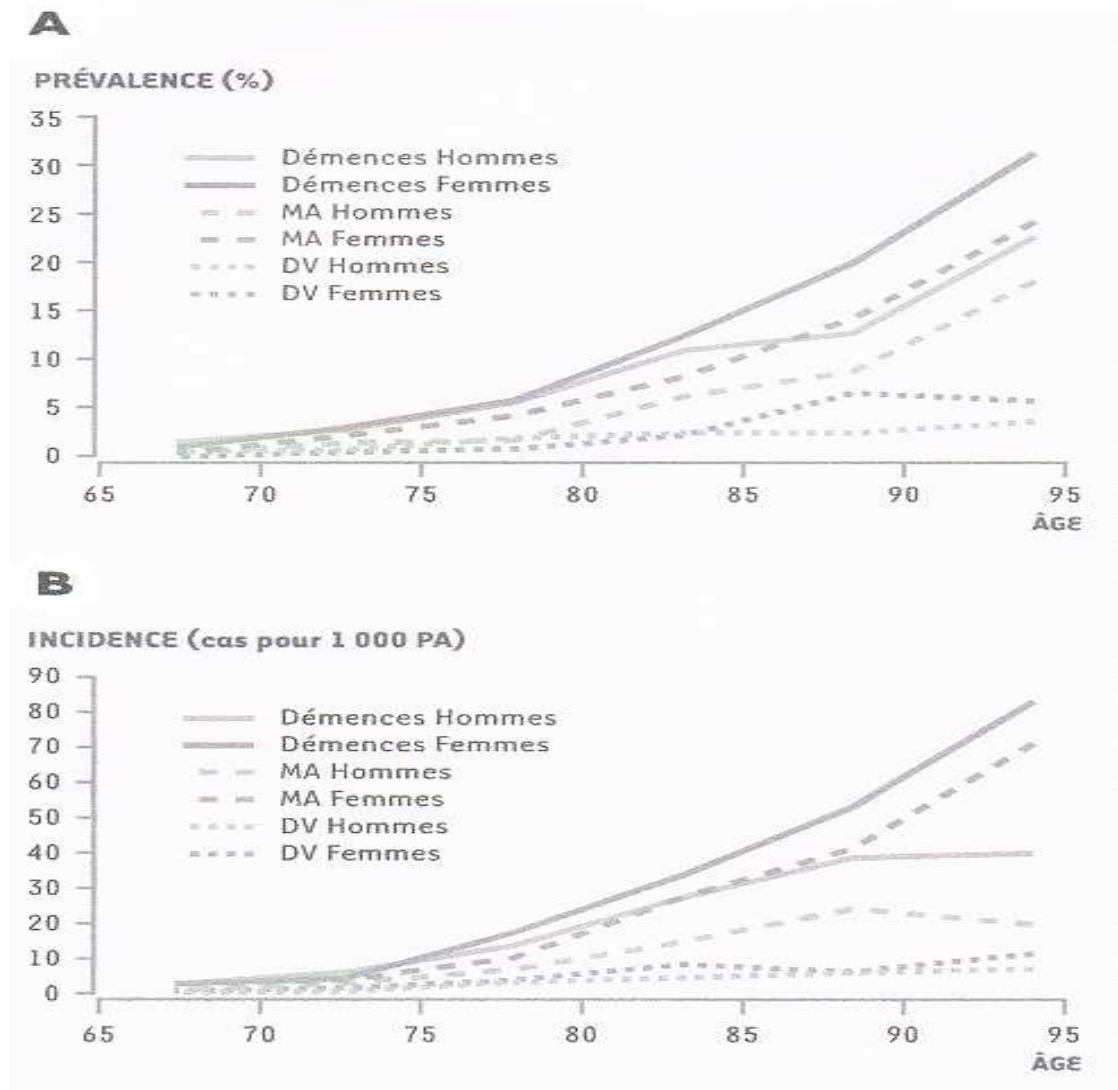 A
PRÉVALENCE (%)
35
30
25
20
15
10
5
0
Démences Hommes
Démences Femmes
MA Hommes
MA Femmes
DV Hommes
DV Femmes
65 70 75 80 85 90 95
ÂGE
B
INCIDENCE (cas pour 1 000 PA)
90
80
70
60
50
40
30
20
10
0
Démences Hommes
Démences Femmes
MA Hommes
MA Femmes
DV Hommes
DV Femmes
65 70 75 80 85 90 95
ÂGE